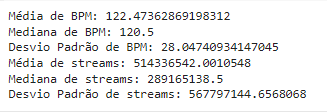 Média de BPM: 122.47362869198312
Mediana de BPM: 120.5
Desvio Padrão de BPM: 28.04740934147045
Média de streams: 514336542.0010548
Mediana de streams: 289165138.5
Desvio Padrão de streams: 567797144.6568068